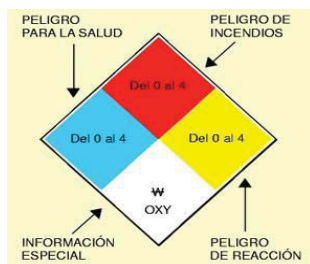 PELIGRO
PARA LA SALUD
PELIGRO DE
INCENDIOS
Del 0 al 4
Del 0 al 4
Del 0 al 4
W
OXY
INFORMACIÓN
ESPECIAL
PELIGRO
DE REACCIÓN